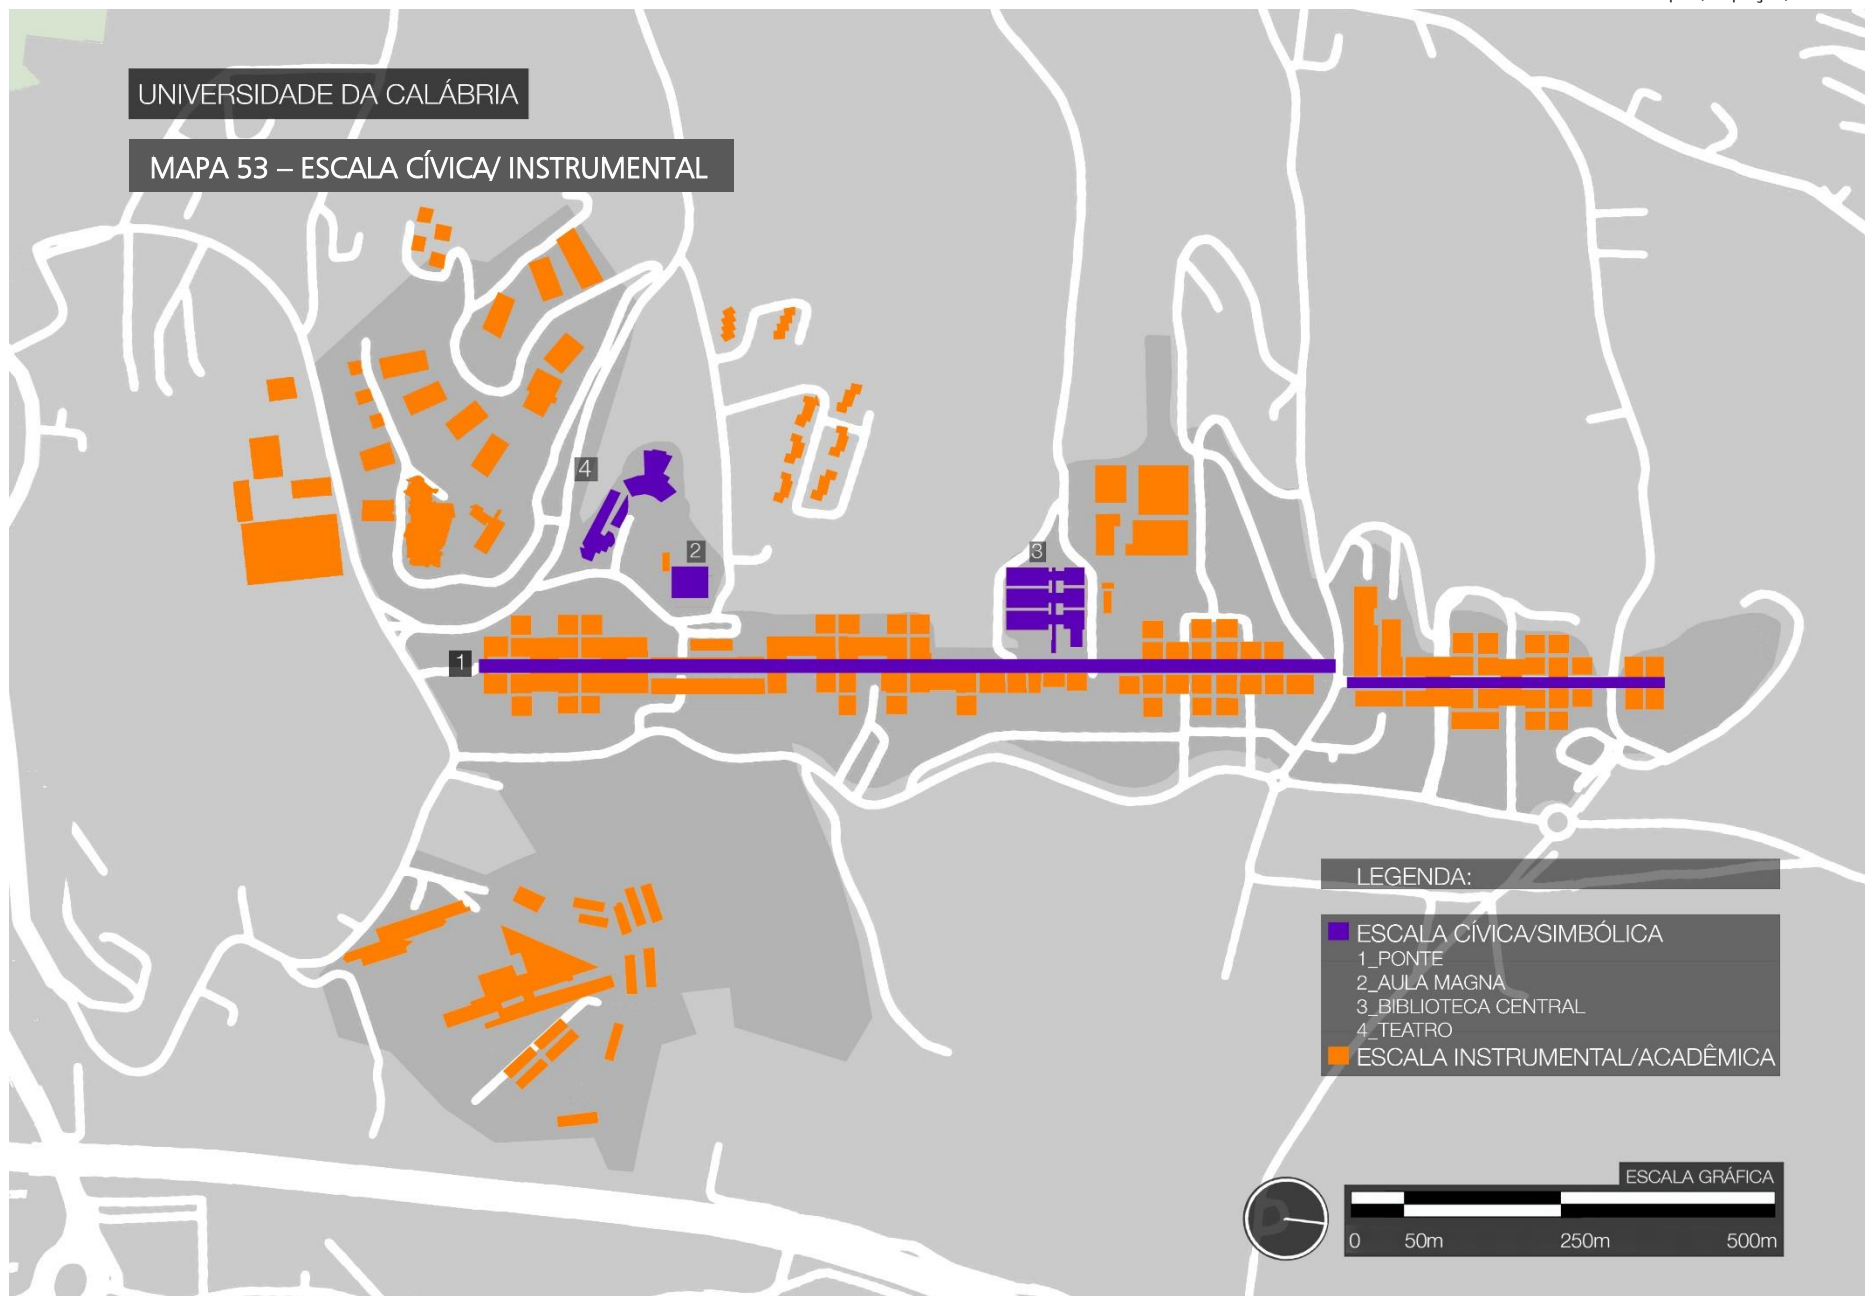 UNIVERSIDADE DA CALÁBRIA
MAPA 53 – ESCALA CÍVICA/ INSTRUMENTAL
4
2
3
1
LEGENDA:
ESCALA CÍVICA/SIMBÓLICA
1_PONTE
2_AULA MAGNA
3_BIBLIOTECA CENTRAL
4_TEATRO
ESCALA INSTRUMENTAL/ACADÊMICA
ESCALA GRÁFICA
0 50m 250m 500m